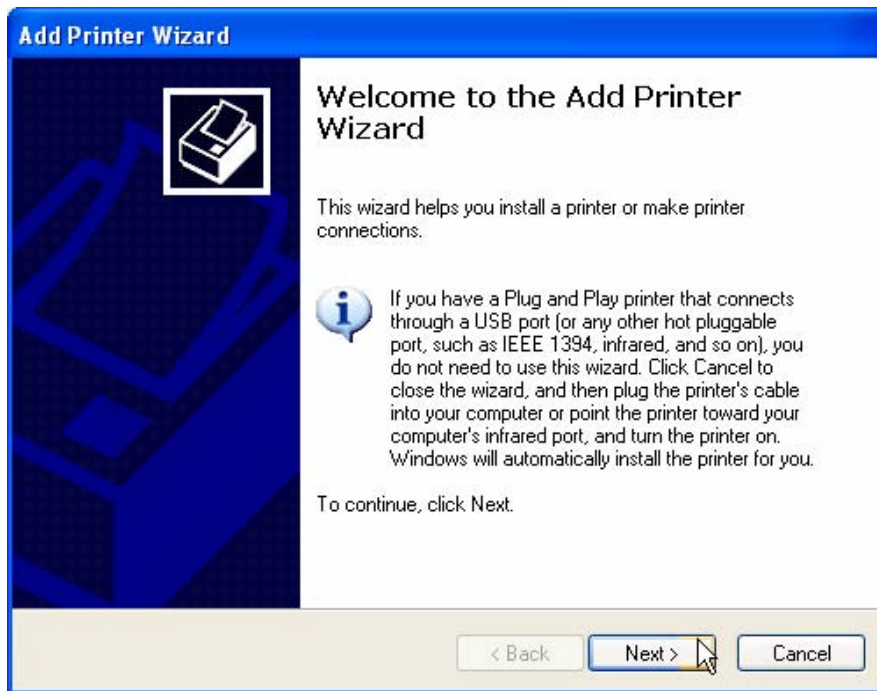 Add Printer Wizard
Welcome to the Add Printer
Wizard
This wizard helps you install a printer or make printer
connections.
If you have a Plug and Play printer that connects
through a USB port (or any other hot pluggable
port, such as IEEE 1394, infrared, and so on), you
do not need to use this wizard. Click Cancel to
close the wizard, and then plug the printer's cable
into your computer or point the printer toward your
computer's infrared port, and turn the printer on.
Windows will automatically install the printer for you.
To continue, click Next.
< Back Next > Cancel